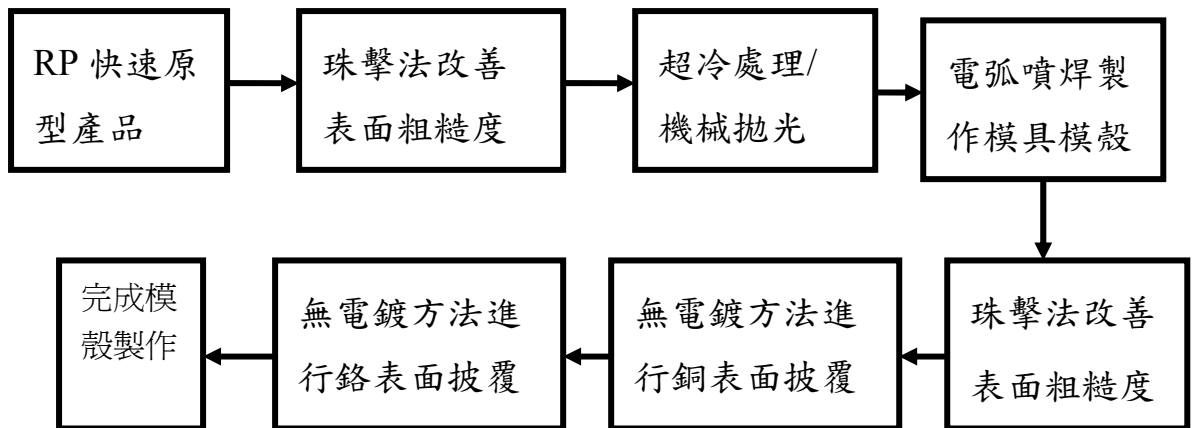 RP 快速原
型產品
珠擊法改善
表面粗糙度
超冷處理/
機械拋光
電弧噴焊製
作模具模殼
珠擊法改善
表面粗糙度
無電鍍方法進
行銅表面披覆
無電鍍方法進
行鉻表面披覆
完成模
殼製作